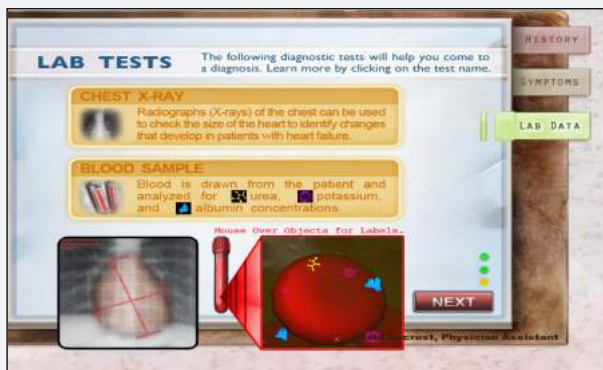 LAB TESTS
The following diagnostic tests will help you come to
a diagnosis. Learn more by clicking on the test name.
HISTORY
SYMPTOMS
LAB DATA
CHEST X-RAY
Radiographs (X-rays) of the chest can be used
to check the size of the heart to identify changes
that develop in patients with heart failure.
BLOOD SAMPLE
Blood is drawn from the patient and
analyzed for urea, potassium,
and albumin concentrations.
Mouse Over Objects for Labels.
NEXT
Physician Assistant